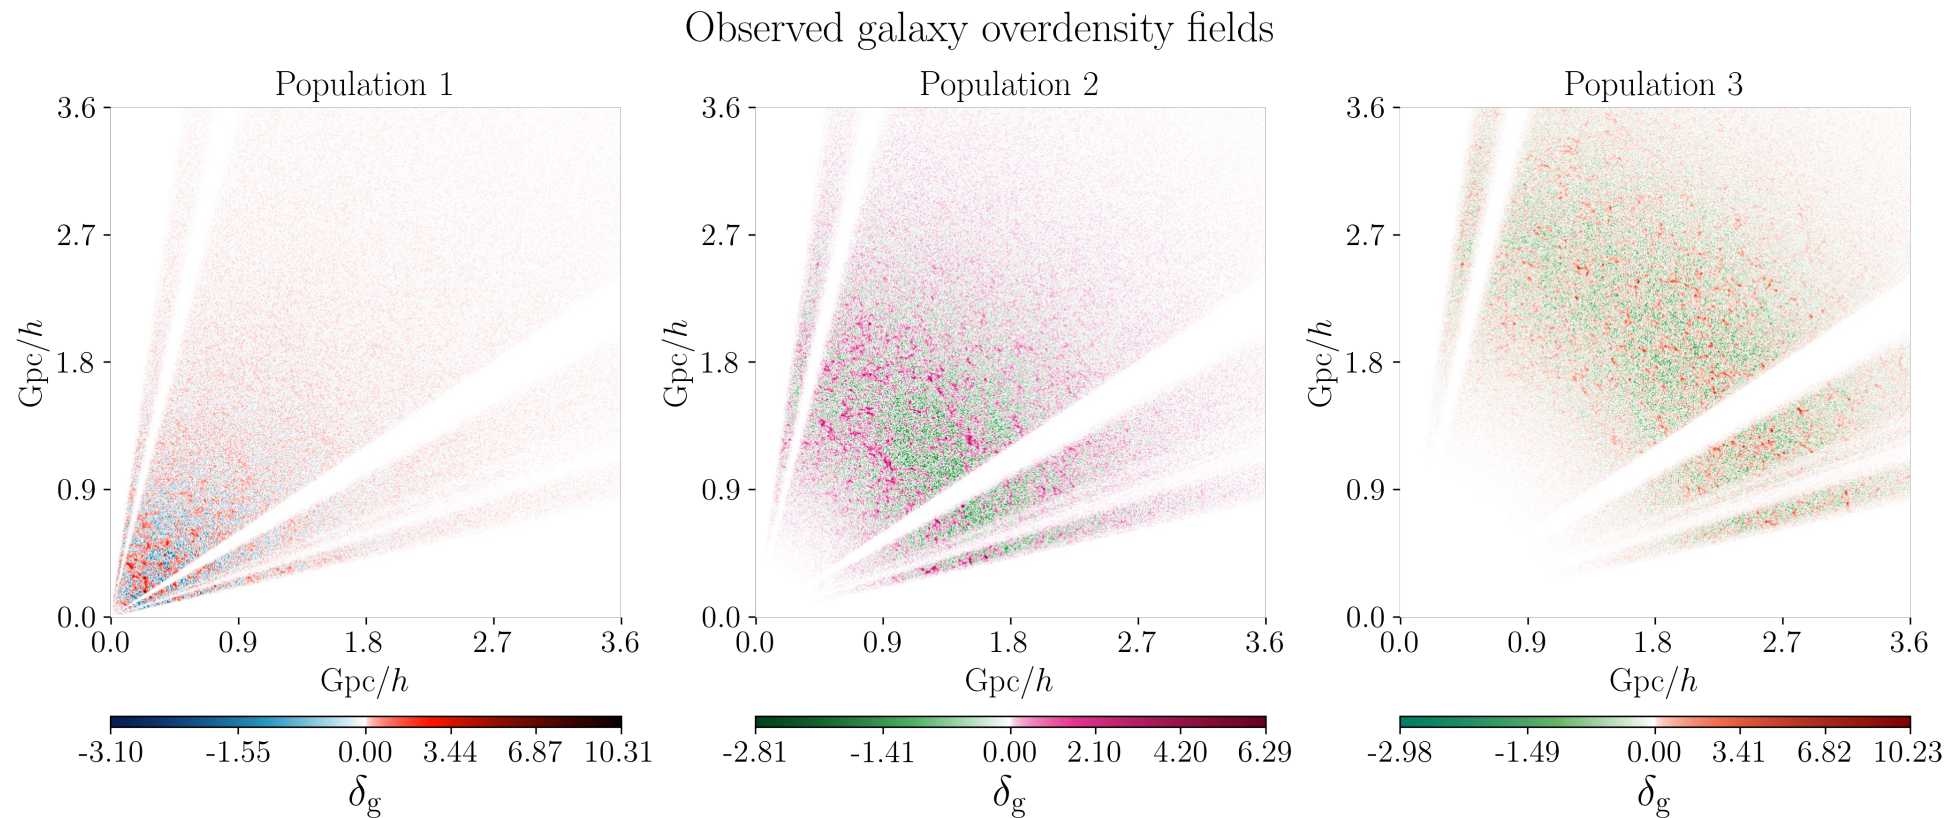 Observed galaxy overdensity fields
Population 1
Population 2
Population 3
3.6
2.7
1.8
0.9
0.0
Gpc/h
0.0 0.9 1.8 2.7 3.6
Gpc/h
3.6
2.7
1.8
0.9
0.0
Gpc/h
0.0 0.9 1.8 2.7 3.6
Gpc/h
3.6
2.7
1.8
0.9
0.0
Gpc/h
0.0 0.9 1.8 2.7 3.6
Gpc/h
-3.10 -1.55 0.00 3.44 6.87 10.31
δg
-2.81 -1.41 0.00 2.10 4.20 6.29
δg
-2.98 -1.49 0.00 3.41 6.82 10.23
δg